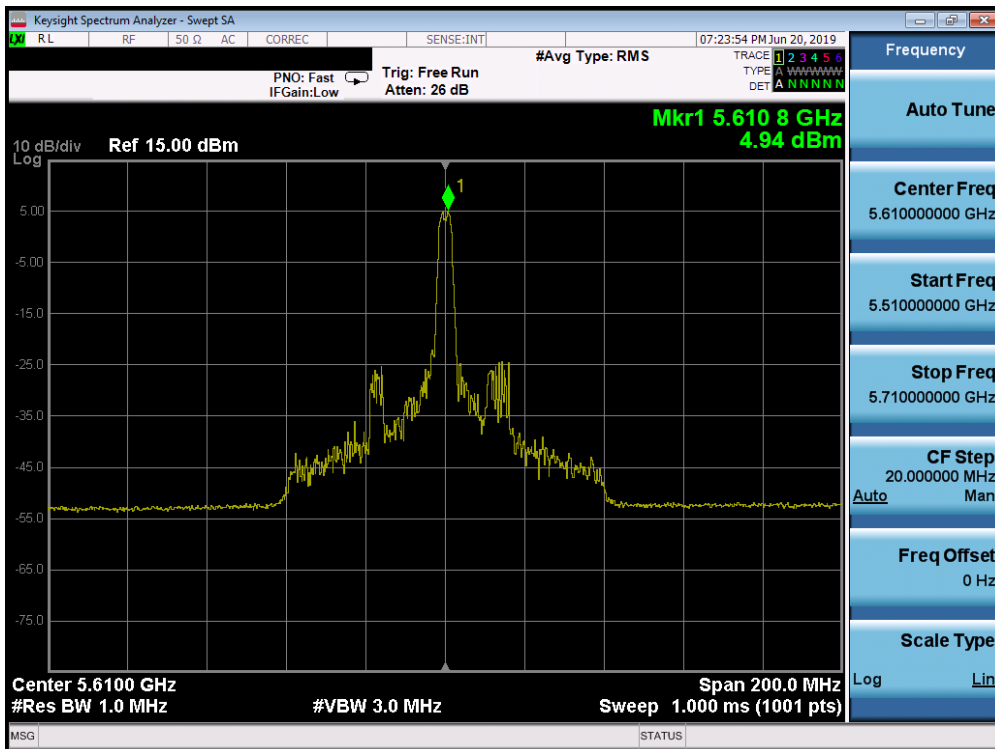 Keysight Spectrum Analyzer - Swept SA
LXI RL RF 50 Ω AC CORREC SENSE:INT 07:23:54 PM Jun 20, 2019
#Avg Type: RMS TRACE 1 2 3 4 5 6
PNO: Fast Trig: Free Run TYPE A WWWWW
IFGain:Low Atten: 26 dB DET A N N N N N
Mkr1 5.610 8 GHz
4.94 dBm
10 dB/div Ref 15.00 dBm
Log
1
5.00
-5.00
-15.0
-25.0
-35.0
-45.0
-55.0
-65.0
-75.0
Center 5.6100 GHz Span 200.0 MHz
#Res BW 1.0 MHz #VBW 3.0 MHz Sweep 1.000 ms (1001 pts)
MSG STATUS
Frequency
Auto Tune
Center Freq
5.610000000 GHz
Start Freq
5.510000000 GHz
Stop Freq
5.710000000 GHz
CF Step
20.000000 MHz
Auto Man
Freq Offset
0 Hz
Scale Type
Log Lin